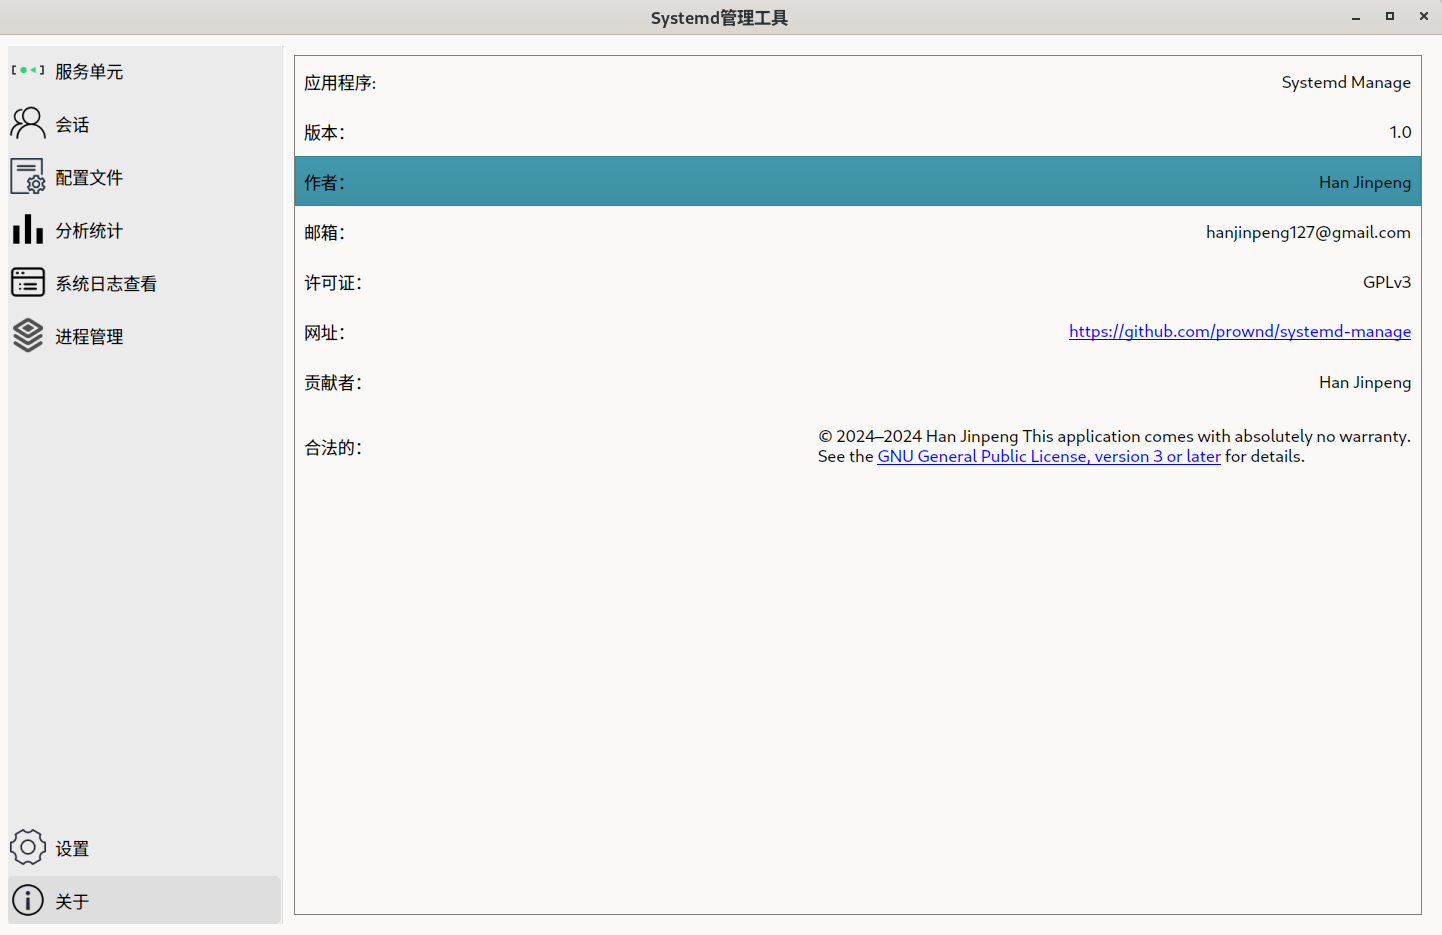 Systemd管理工具
服务单元
会话
配置文件
分析统计
系统日志查看
进程管理
设置
关于
应用程序: Systemd Manage
版本： 1.0
作者： Han Jinpeng
邮箱： hanjinpeng127@gmail.com
许可证： GPLv3
网址： https://github.com/prownd/systemd-manage
贡献者： Han Jinpeng
合法的： © 2024–2024 Han Jinpeng This application comes with absolutely no warranty.
See the GNU General Public License, version 3 or later for details.